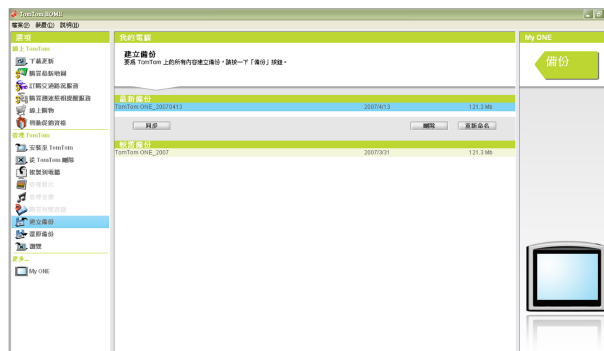 TomTom HOME
檔案(F) 裝置(D) 說明(H)
選項
我的電腦
My ONE
線上 TomTom
下載更新
購買最新地圖
訂購交通路況服務
購買測速照相提醒服務
線上購物
管理 TomTom
安裝至 TomTom
從 TomTom 刪除
複製到電腦
建立備份
還原備份
瀏覽
更多...
My ONE
建立備份
要為 TomTom 上的所有內容建立備份，請按一下「備份」按鈕。
最新備份
TomTom ONE_20070413 2007/4/13 121.3 Mb
同步 刪除 重新命名
較舊備份
TomTom ONE_2007 2007/3/31 121.3 Mb
備份